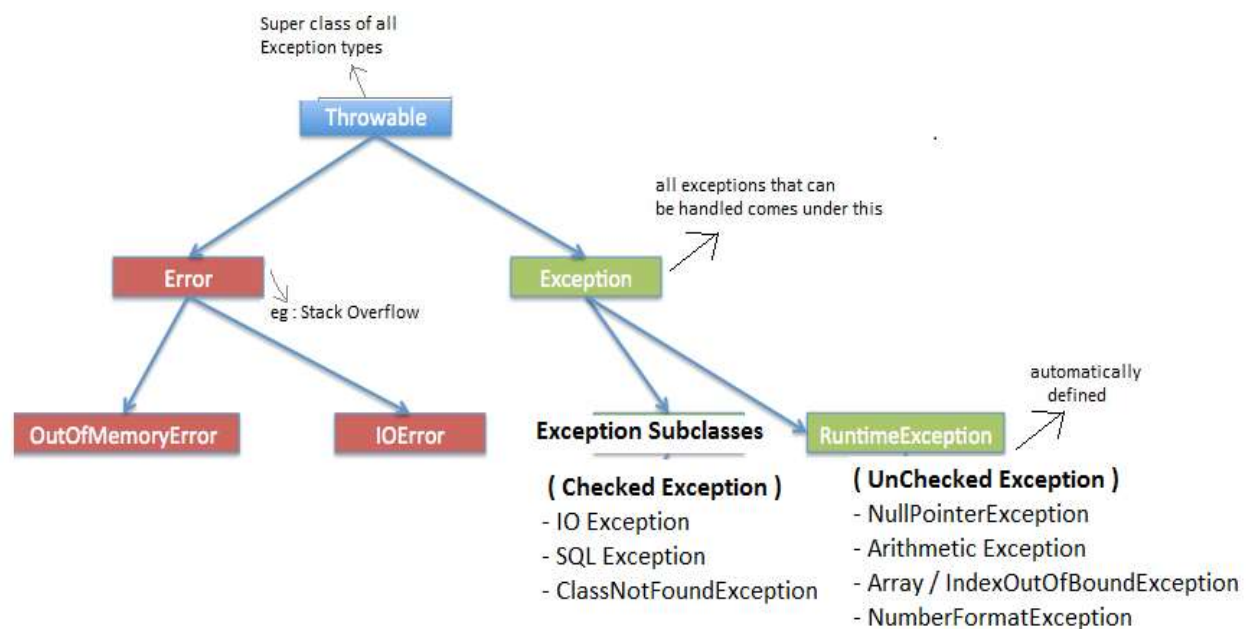 Super class of all
Exception types
Throwable
all exceptions that can
be handled comes under this
Error
Exception
eg : Stack Overflow
automatically
defined
OutOfMemoryError
IOError
Exception Subclasses
RuntimeException
( Checked Exception )
- IO Exception
- SQL Exception
- ClassNotFoundException
( UnChecked Exception )
- NullPointerException
- Arithmetic Exception
- Array / IndexOutOfBoundException
- NumberFormatException